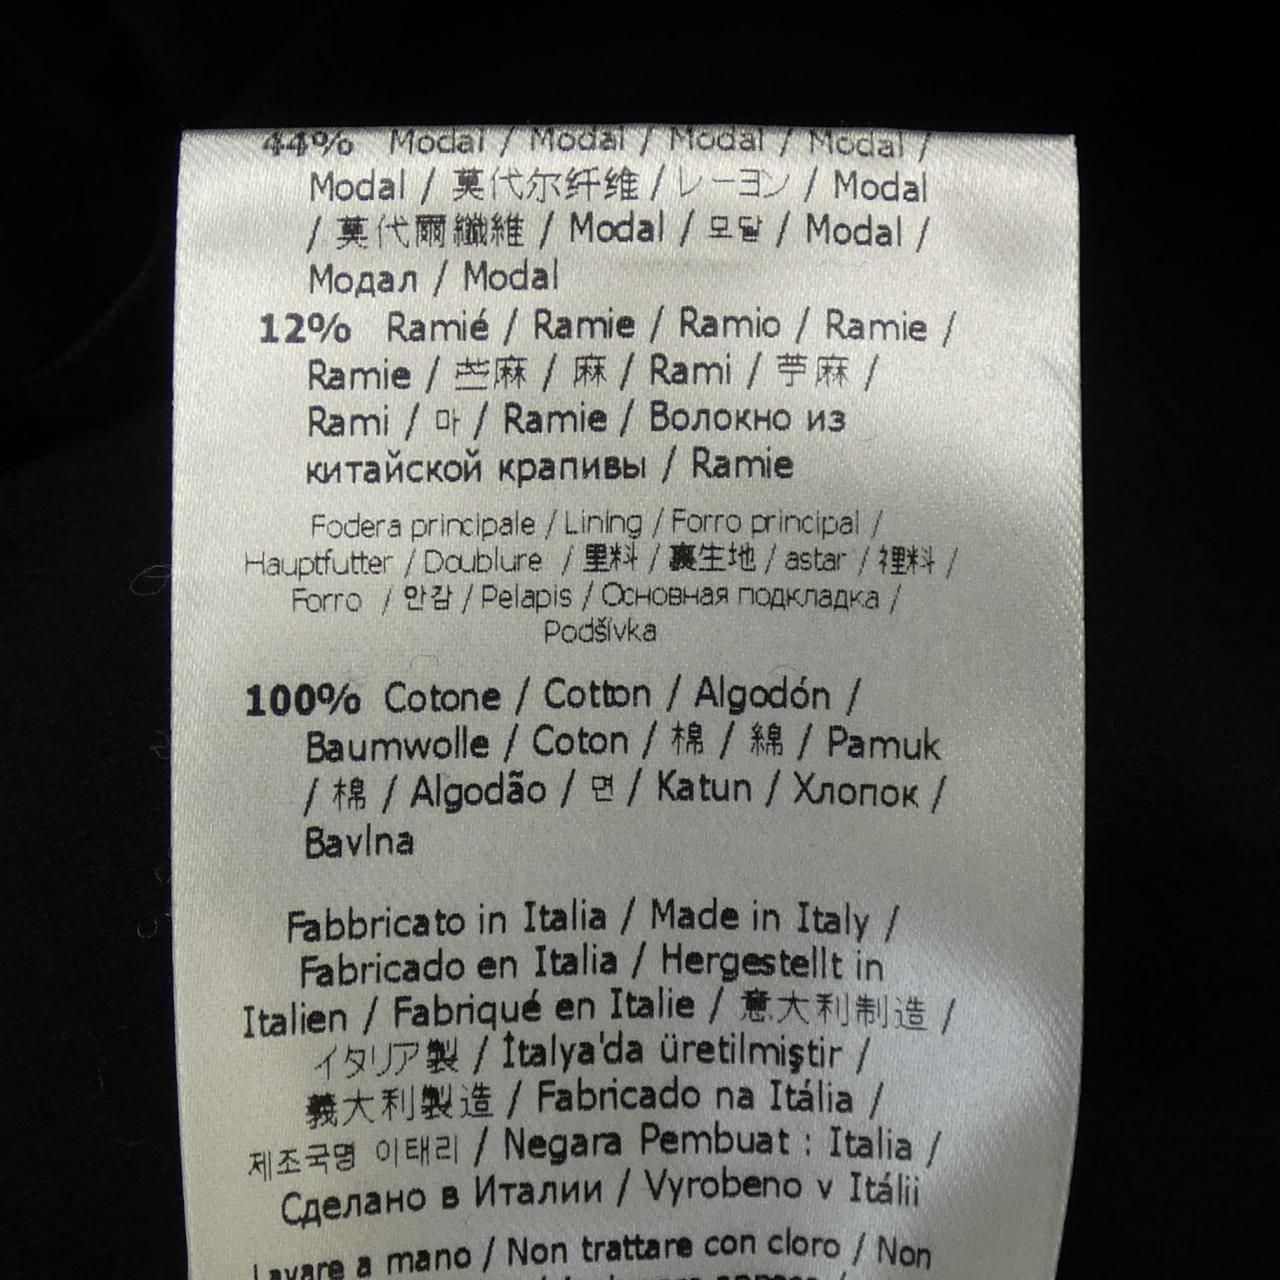 44% Modal / Modal / Modal / Modal /
Modal / 莫代尔纤维 / レーヨン / Modal
/ 莫代爾纖維 / Modal / 모달 / Modal /
Модал / Modal
12% Ramié / Ramie / Ramio / Ramie /
Ramie / 苎麻 / 麻 / Rami / 苧麻 /
Rami / 마 / Ramie / Волокно из
китайской крапивы / Ramie
Fodera principale / Lining / Forro principal /
Hauptfutter / Doublure / 里料 / 裏生地 / astar / 裡料 /
Forro / 안감 / Pelapis / Основная подкладка /
Podšívka
100% Cotone / Cotton / Algodón /
Baumwolle / Coton / 棉 / 綿 / Pamuk
/ 棉 / Algodão / 면 / Katun / Хлопок /
Bavlna
Fabbricato in Italia / Made in Italy /
Fabricado en Italia / Hergestellt in
Italien / Fabriqué en Italie / 意大利制造 /
イタリア製 / İtalya'da üretilmiştir /
義大利製造 / Fabricado na Itália /
제조국명 이태리 / Negara Pembuat : Italia /
Сделано в Италии / Vyrobeno v Itálii
Lavare a mano / Non trattare con cloro / Non